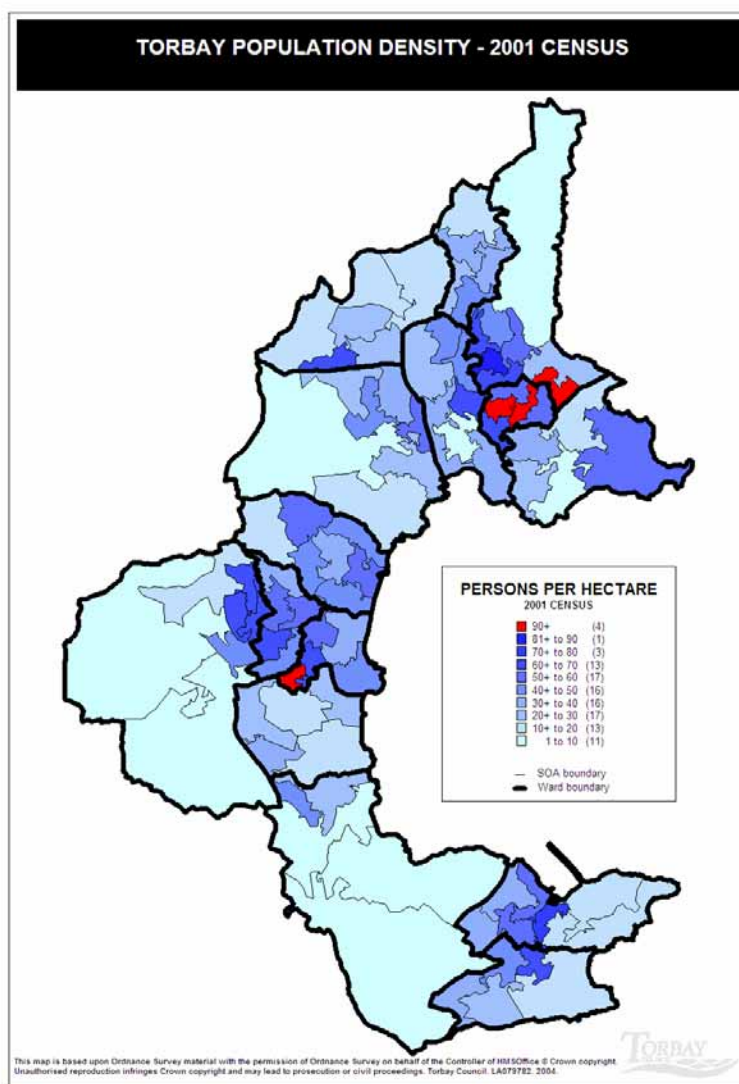 TORBAY POPULATION DENSITY - 2001 CENSUS
PERSONS PER HECTARE
2001 CENSUS
90+ (4)
81+ to 90 (1)
70+ to 80 (3)
60+ to 70 (13)
50+ to 60 (17)
40+ to 50 (16)
30+ to 40 (16)
20+ to 30 (17)
10+ to 20 (13)
1 to 10 (11)
SOA boundary
Ward boundary
TORBAY
This map is based upon Ordnance Survey material with the permission of Ordnance Survey on behalf of the Controller of HMSOffice © Crown copyright.
Unauthorised reproduction infringes Crown copyright and may lead to prosecution or civil proceedings. Torbay Council. LA079782. 2004.